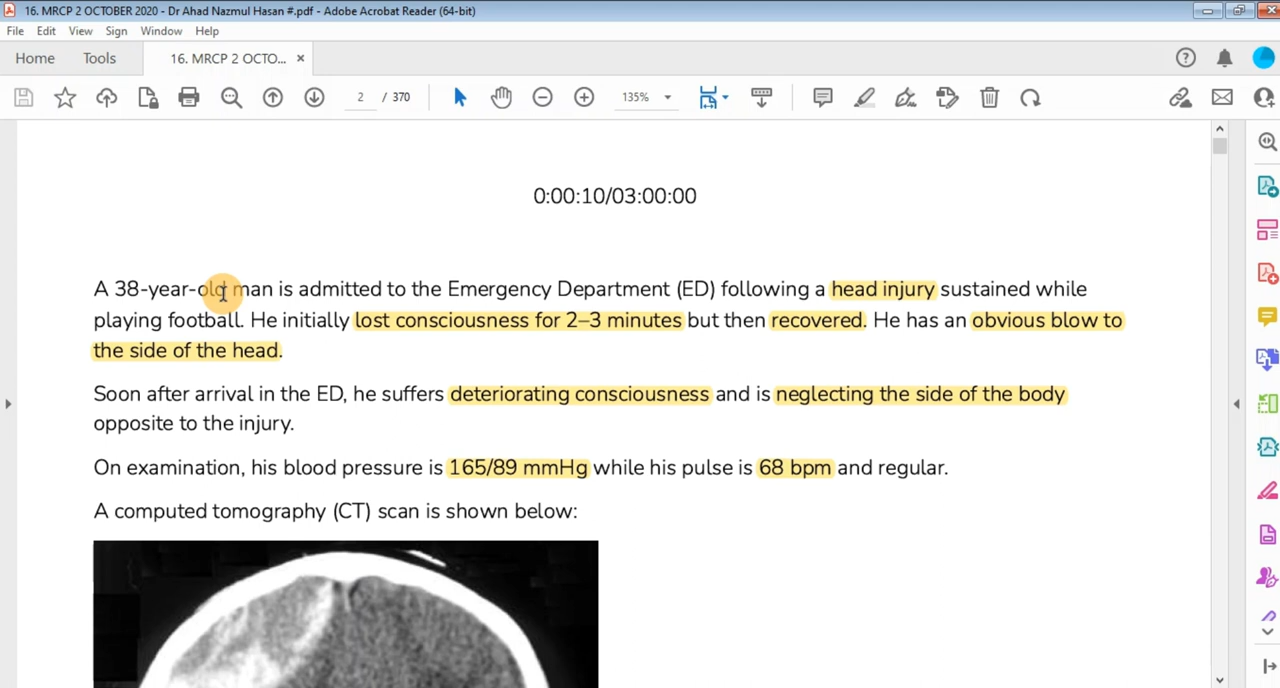 16. MRCP 2 OCTOBER 2020 - Dr Ahad Nazmul Hasan #.pdf - Adobe Acrobat Reader (64-bit)
File Edit View Sign Window Help
Home Tools 16. MRCP 2 OCTO... ×
2 / 370 135%
0:00:10/03:00:00
A 38-year-old man is admitted to the Emergency Department (ED) following a head injury sustained while
playing football. He initially lost consciousness for 2–3 minutes but then recovered. He has an obvious blow to
the side of the head.
Soon after arrival in the ED, he suffers deteriorating consciousness and is neglecting the side of the body
opposite to the injury.
On examination, his blood pressure is 165/89 mmHg while his pulse is 68 bpm and regular.
A computed tomography (CT) scan is shown below: